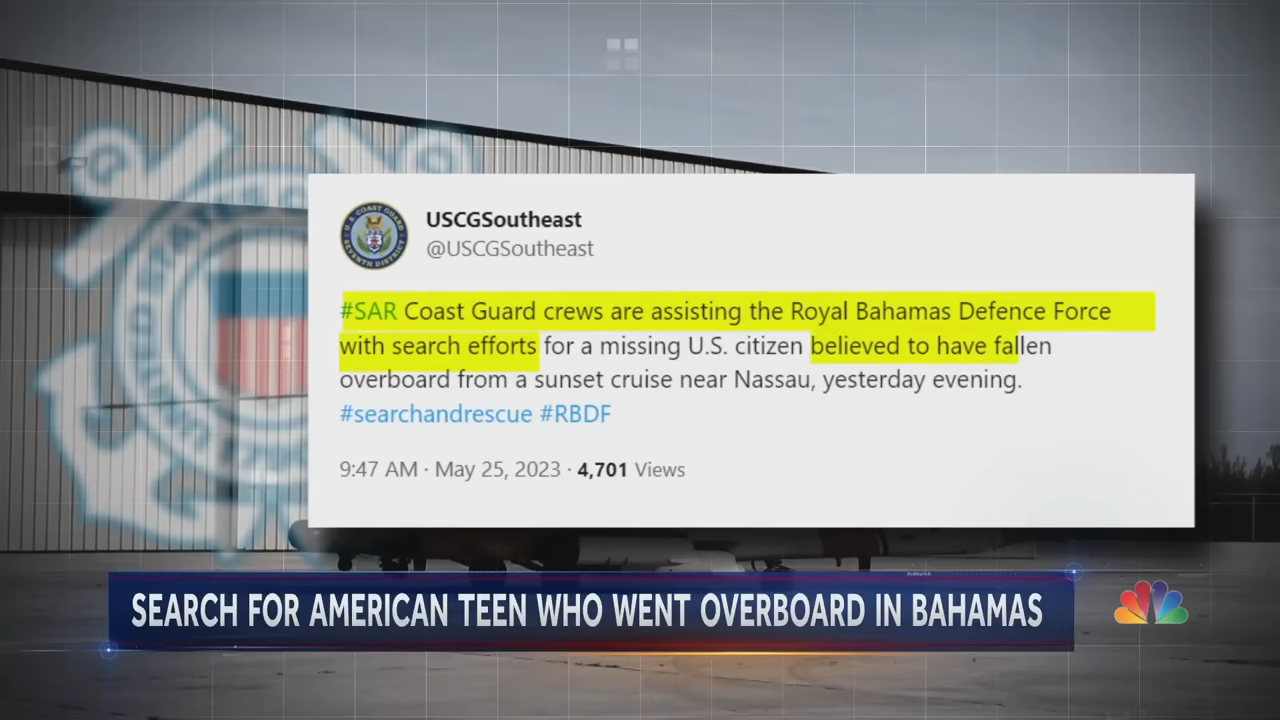 USCGSoutheast
@USCGSoutheast
#SAR Coast Guard crews are assisting the Royal Bahamas Defence Force
with search efforts for a missing U.S. citizen believed to have fallen
overboard from a sunset cruise near Nassau, yesterday evening.
#searchandrescue #RBDF
9:47 AM · May 25, 2023 · 4,701 Views
SEARCH FOR AMERICAN TEEN WHO WENT OVERBOARD IN BAHAMAS